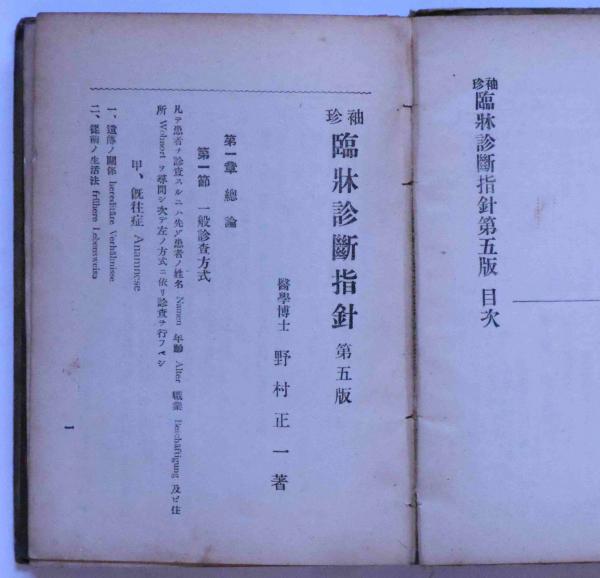 袖珍 臨牀診斷指針第五版 目次
袖珍 臨牀診斷指針 第五版
醫學博士 野村正一著
第一章 總論
第一節 一般診查方式
凡テ患者ヲ診査スルニハ先ヅ患者ノ姓名 Namen 年齡 Alter 職業 Beschäftigung 及ビ住
所 Wohnort ヲ尋問シ次デ左ノ方式ニ依リ診査ヲ行フベシ
甲、既往症 Anamnese
一、遺傳ノ關係 hereditäre Verhältnisse
二、從前ノ生活法 frühere Lebensweise
1